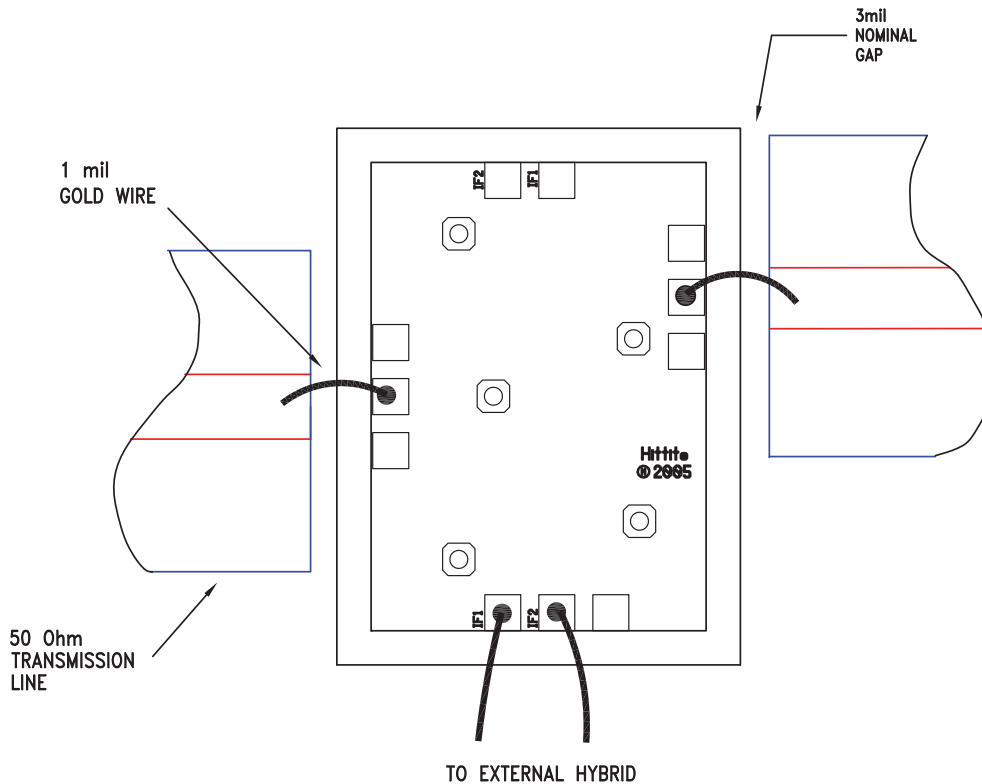 3mil
NOMINAL
GAP
1 mil
GOLD WIRE
IF2
IF1
Hittite
© 2005
50 Ohm
TRANSMISSION
LINE
IF1
IF2
TO EXTERNAL HYBRID